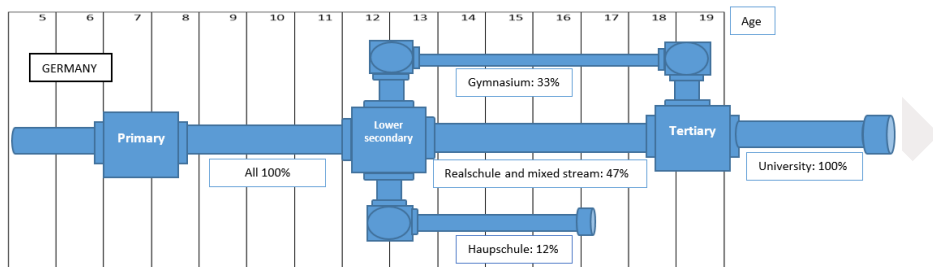 5 6 7 8 9 10 11 12 13 14 15 16 18 19
Age
GERMANY
Gymnasium: 33%
Primary
Lower
secondary
Tertiary
All 100%
Realschule and mixed stream: 47%
University: 100%
Haupschule: 12%